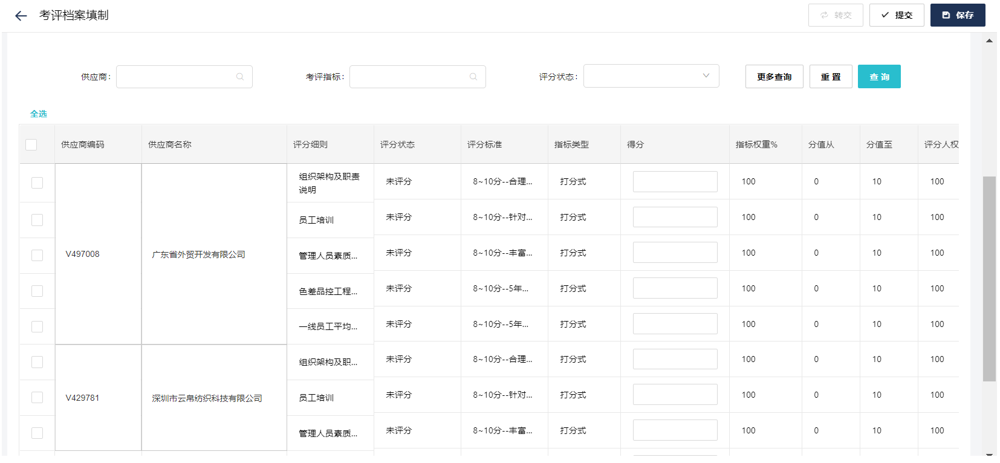 考评档案填制
转交
提交
保存
供应商:
考评指标:
评分状态:
更多查询
重 置
查 询
全选
供应商编码 供应商名称 评分细则 评分状态 评分标准 指标类型 得分 指标权重% 分值从 分值至 评分人权
组织架构及职责
说明
未评分 8~10分--合理... 打分式 100 0 10 100
员工培训 未评分 8~10分--针对... 打分式 100 0 10 100
V497008 广东省外贸开发有限公司 管理人员素质... 未评分 8~10分--丰富... 打分式 100 0 10 100
色差品控工程... 未评分 8~10分--5年... 打分式 100 0 10 100
一线员工平均... 未评分 8~10分--5年... 打分式 100 0 10 100
组织架构及职... 未评分 8~10分--合理... 打分式 100 0 10 100
V429781 深圳市云帛纺织科技有限公司 员工培训 未评分 8~10分--针对... 打分式 100 0 10 100
管理人员素质... 未评分 8~10分--丰富... 打分式 100 0 10 100